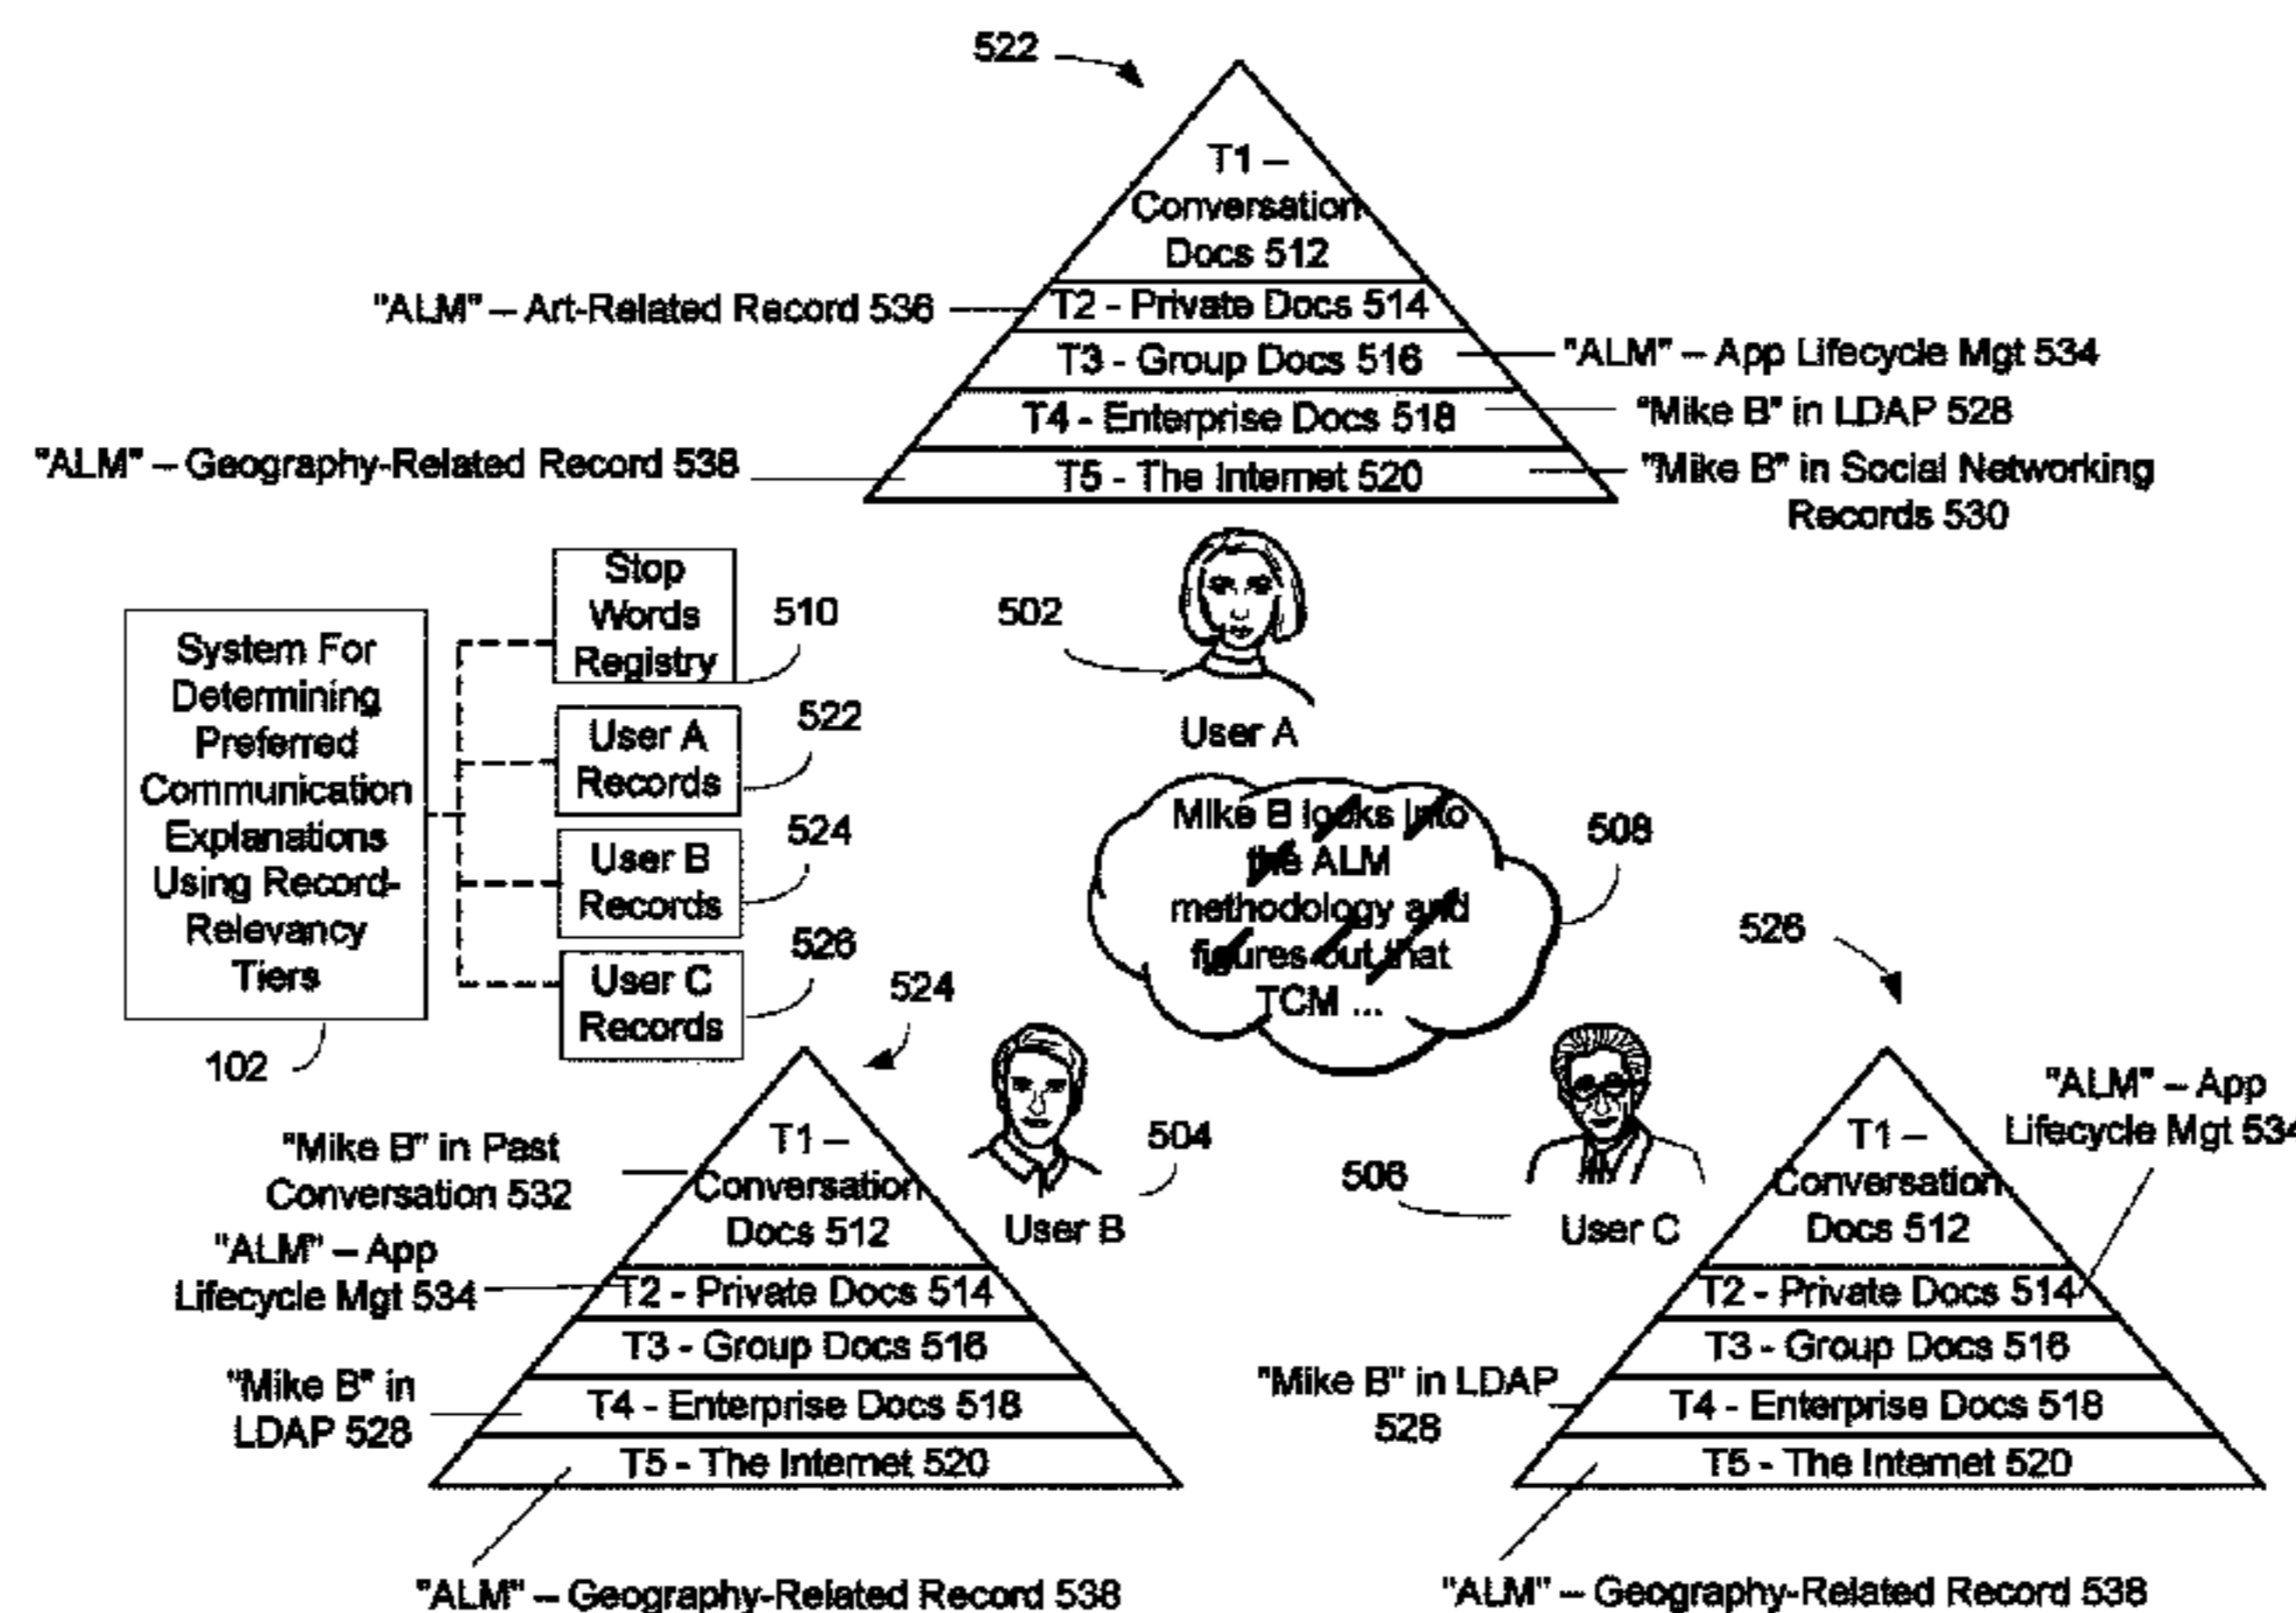 522
T1 –
Conversation
Docs 512
"ALM" – Art-Related Record 536
T2 - Private Docs 514
T3 - Group Docs 516
"ALM" – App Lifecycle Mgt 534
T4 - Enterprise Docs 518
"Mike B" in LDAP 528
"ALM" – Geography-Related Record 538
T5 - The Internet 520
"Mike B" in Social Networking
Records 530
System For
Determining
Preferred
Communication
Explanations
Using Record-
Relevancy
Tiers
102
Stop
Words
Registry
510
User A
Records
522
User B
Records
524
User C
Records
526
502
User A
Mike B looks into
the ALM
methodology and
figures out that
TCM ...
508
524
T1 –
Conversation
Docs 512
"Mike B" in Past
Conversation 532
"ALM" – App
Lifecycle Mgt 534
T2 - Private Docs 514
T3 - Group Docs 516
"Mike B" in
LDAP 528
T4 - Enterprise Docs 518
T5 - The Internet 520
"ALM" – Geography-Related Record 538
504
User B
506
User C
526
T1 –
Conversation
Docs 512
"ALM" – App
Lifecycle Mgt 534
T2 - Private Docs 514
T3 - Group Docs 516
"Mike B" in LDAP
528
T4 - Enterprise Docs 518
T5 - The Internet 520
"ALM" – Geography-Related Record 538